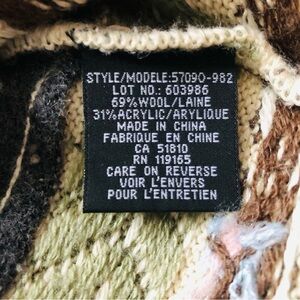 STYLE/MODELE:57090-982
LOT NO.: 603986
69%WOOL/LAINE
31%ACRYLIC/ARYLIQUE
MADE IN CHINA
FABRIQUE EN CHINE
CA 51810
RN 119165
CARE ON REVERSE
VOIR L'ENVERS
POUR L'ENTRETIEN